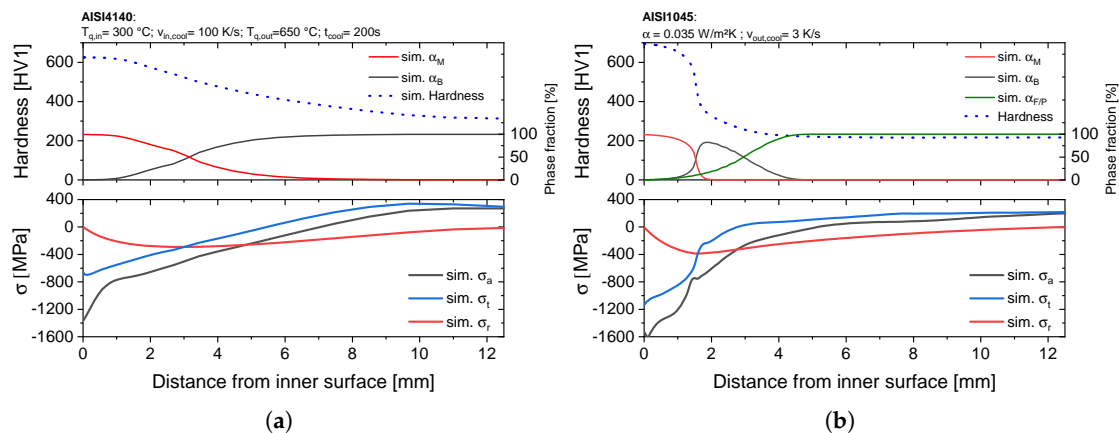 AISI4140:
T_q,in= 300 °C; v_in,cool= 100 K/s; T_q,out=650 °C; t_cool= 200s
600
400
200
0
Hardness [HV1]
sim. α_M
sim. α_B
sim. Hardness
100
50
0
Phase fraction [%]
400
0
-400
-800
-1200
-1600
σ [MPa]
sim. σ_a
sim. σ_t
sim. σ_r
0 2 4 6 8 10 12
Distance from inner surface [mm]
(a)
AISI1045:
α = 0.035 W/m²K ; v_out,cool= 3 K/s
600
400
200
0
Hardness [HV1]
sim. α_M
sim. α_B
sim. α_F/P
Hardness
100
50
0
Phase fraction [%]
400
0
-400
-800
-1200
-1600
σ [MPa]
sim. σ_a
sim. σ_t
sim. σ_r
0 2 4 6 8 10 12
Distance from inner surface [mm]
(b)